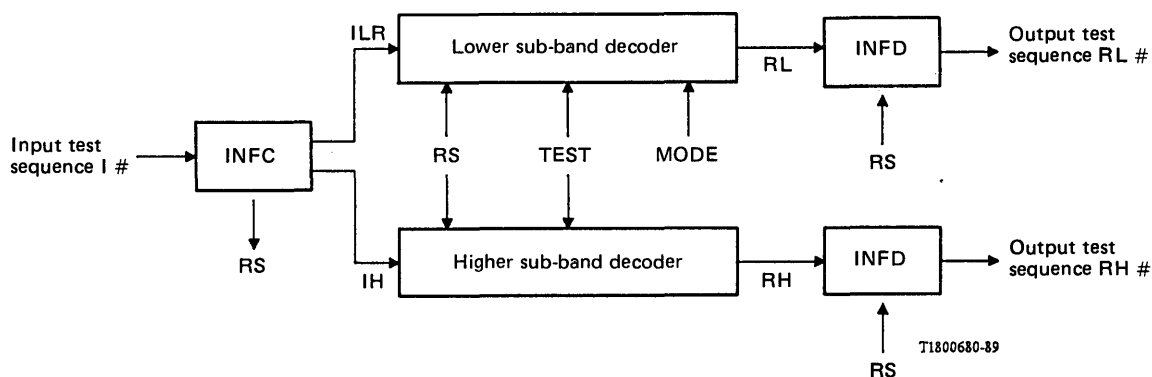 ILR
Lower sub-band decoder
RL
INFD
Output test
sequence RL #
Input test
sequence I #
INFC
RS
TEST
MODE
RS
RS
IH
Higher sub-band decoder
RH
INFD
Output test
sequence RH #
RS
T1800680-89